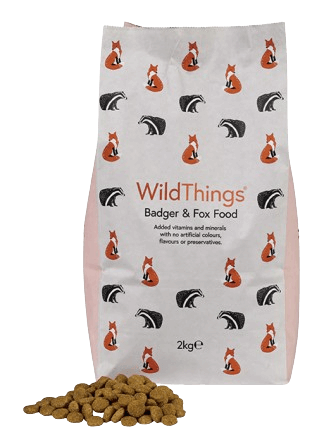 WildThings®
Badger & Fox Food
Added vitamins and minerals
with no artificial colours,
flavours or preservatives.
2kg℮